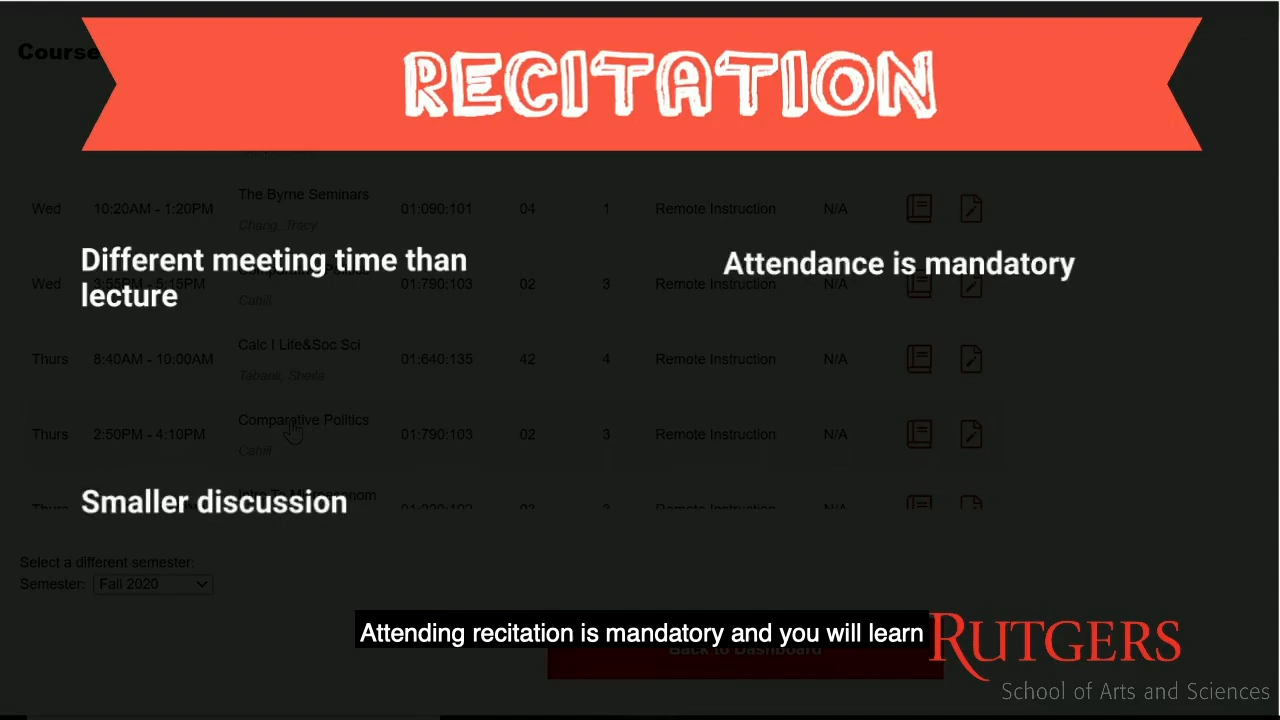 Course
RECITATION
The Byrne Seminars
Wed 10:20AM - 1:20PM 01:090:101 04 1 Remote Instruction N/A
Chang, Tracy
Different meeting time than
lecture
Attendance is mandatory
Wed 3:55PM - 5:15PM 01:790:103 02 3 N/A
Cahill
Calc I Life&Soc Sci
Thurs 8:40AM - 10:00AM 01:640:135 42 4 Remote Instruction N/A
Tabanli, Sheila
Comparative Politics
Thurs 2:50PM - 4:10PM 01:790:103 02 3 Remote Instruction N/A
Cahill
Smaller discussion
Select a different semester:
Semester: Fall 2020
Attending recitation is mandatory and you will learn
Back to Dashboard
RUTGERS
School of Arts and Sciences